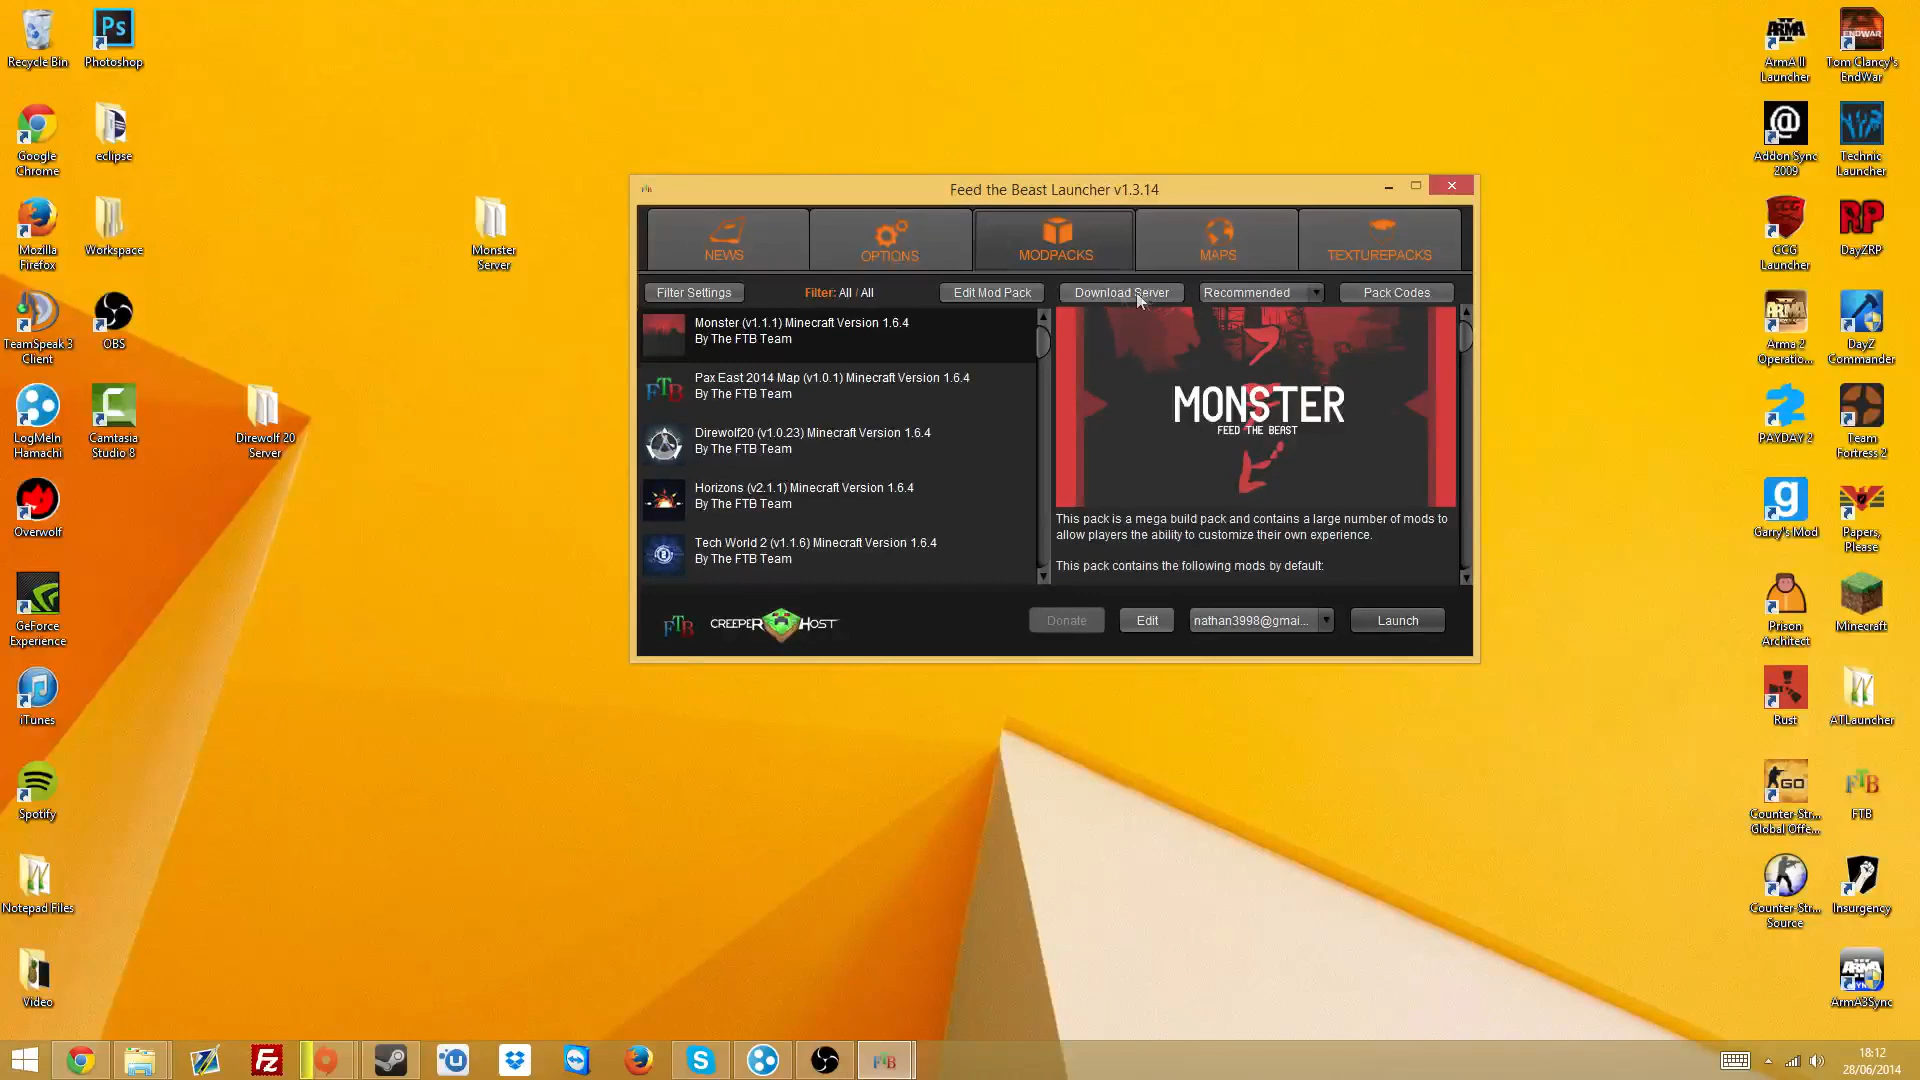 Recycle Bin
Photoshop
Google
Chrome
eclipse
Mozilla
Firefox
Workspace
TeamSpeak 3
Client
OBS
LogMeIn
Hamachi
Camtasia
Studio 8
Direwolf 20
Server
Monster
Server
Overwolf
GeForce
Experience
iTunes
Spotify
Notepad Files
Video
Feed the Beast Launcher v1.3.14
NEWS
OPTIONS
MODPACKS
MAPS
TEXTUREPACKS
Filter Settings
Filter: All / All
Edit Mod Pack
Download Server
Recommended
Pack Codes
Monster (v1.1.1) Minecraft Version 1.6.4
By The FTB Team
Pax East 2014 Map (v1.0.1) Minecraft Version 1.6.4
By The FTB Team
Direwolf20 (v1.0.23) Minecraft Version 1.6.4
By The FTB Team
Horizons (v2.1.1) Minecraft Version 1.6.4
By The FTB Team
Tech World 2 (v1.1.6) Minecraft Version 1.6.4
By The FTB Team
MONSTER
FEED THE BEAST
This pack is a mega build pack and contains a large number of mods to
allow players the ability to customize their own experience.
This pack contains the following mods by default:
FTB
CREEPER HOST
Donate
Edit
nathan3998@gmai...
Launch
ArmA II
Launcher
Tom Clancy's
EndWar
Addon Sync
2009
Technic
Launcher
CCG
Launcher
DayZRP
Arma 2
Operatio...
DayZ
Commander
PAYDAY 2
Team
Fortress 2
Garry's Mod
Papers,
Please
Prison
Architect
Minecraft
Rust
ATLauncher
Counter-Str...
Global Offe...
FTB
Counter-Str...
Source
Insurgency
ArmA3Sync
18:12
28/06/2014